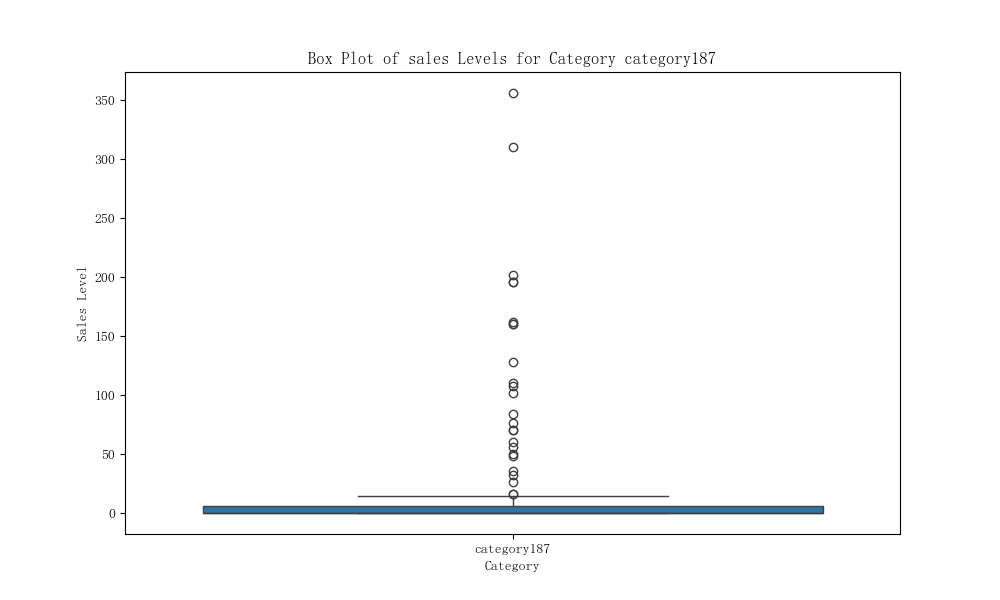 Box Plot of sales Levels for Category category187
350
300
250
200
150
100
50
0
Sales Level
category187
Category